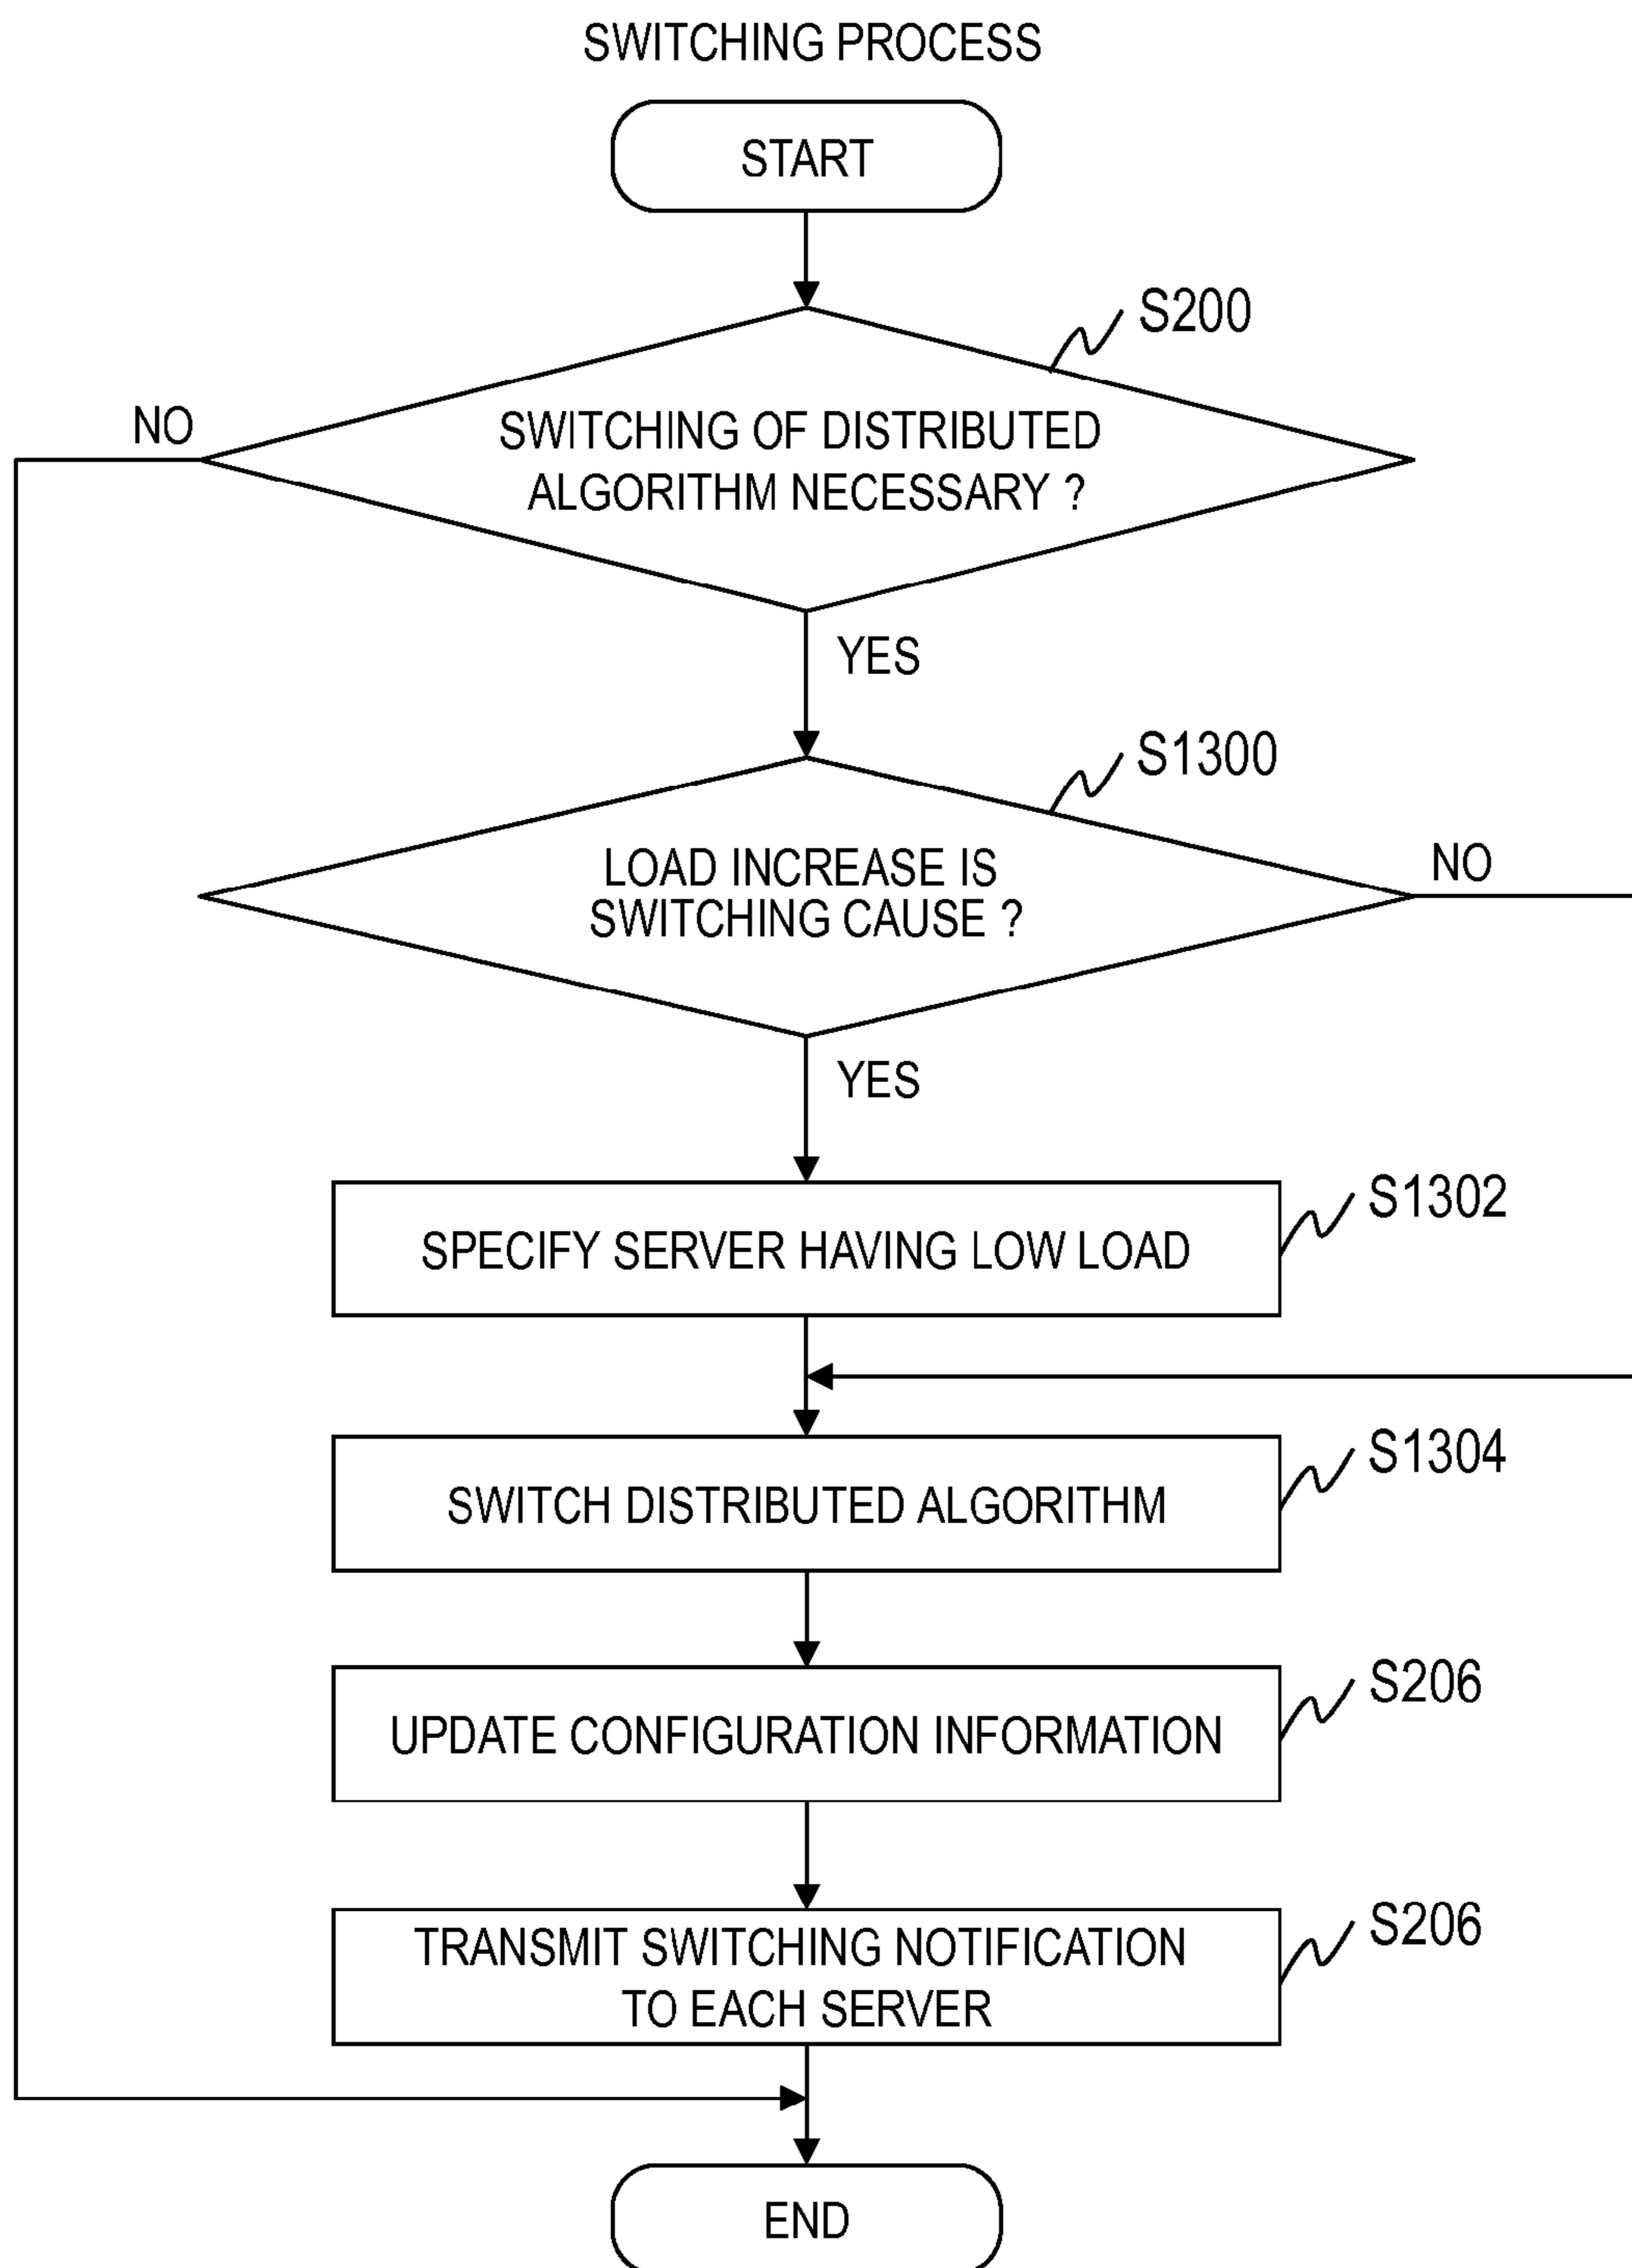 SWITCHING PROCESS
START
S200
NO
SWITCHING OF DISTRIBUTED
ALGORITHM NECESSARY ?
YES
S1300
NO
LOAD INCREASE IS
SWITCHING CAUSE ?
YES
S1302
SPECIFY SERVER HAVING LOW LOAD
S1304
SWITCH DISTRIBUTED ALGORITHM
S206
UPDATE CONFIGURATION INFORMATION
S206
TRANSMIT SWITCHING NOTIFICATION
TO EACH SERVER
END